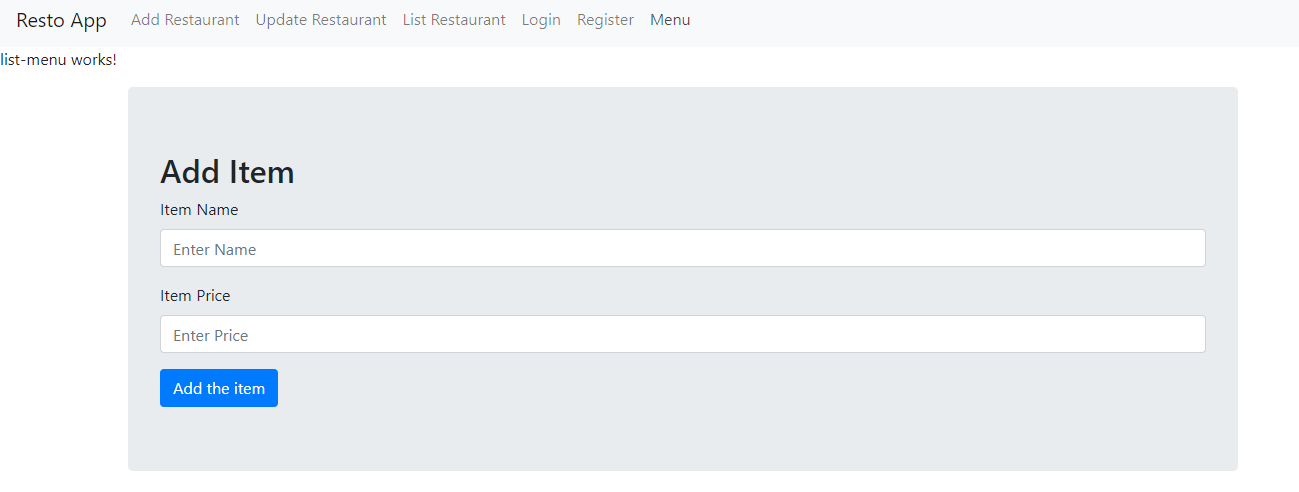 Resto App Add Restaurant Update Restaurant List Restaurant Login Register Menu
list-menu works!
Add Item
Item Name
Enter Name
Item Price
Enter Price
Add the item